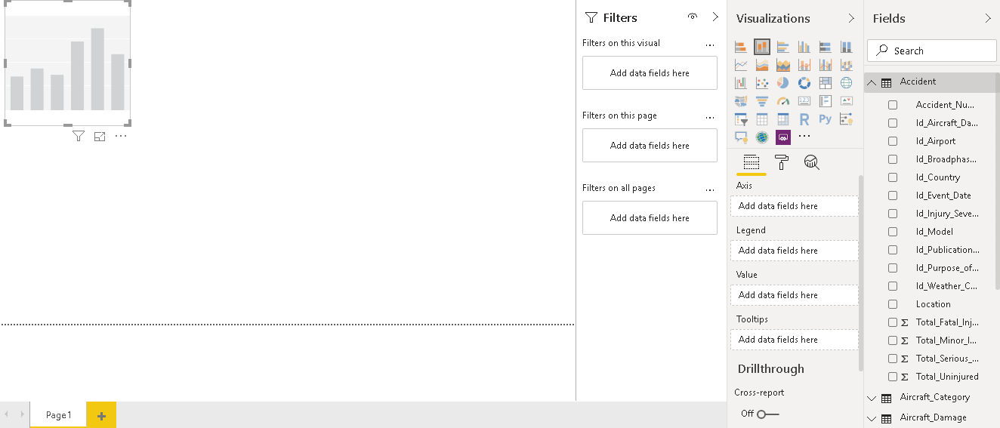 Filters
Filters on this visual
...
Add data fields here
Filters on this page
...
Add data fields here
Filters on all pages
...
Add data fields here
Page1
+
Visualizations
123
R
Py
...
Axis
Add data fields here
Legend
Add data fields here
Value
Add data fields here
Tooltips
Add data fields here
Drillthrough
Cross-report
Off
Fields
Search
Accident
Accident_Nu...
Id_Aircraft_Da...
Id_Airport
Id_Broadphas...
Id_Country
Id_Event_Date
Id_Injury_Seve...
Id_Model
Id_Publication...
Id_Purpose_of...
Id_Weather_C...
Location
Σ Total_Fatal_Inj...
Σ Total_Minor_I...
Σ Total_Serious_...
Σ Total_Uninjured
Aircraft_Category
Aircraft_Damage